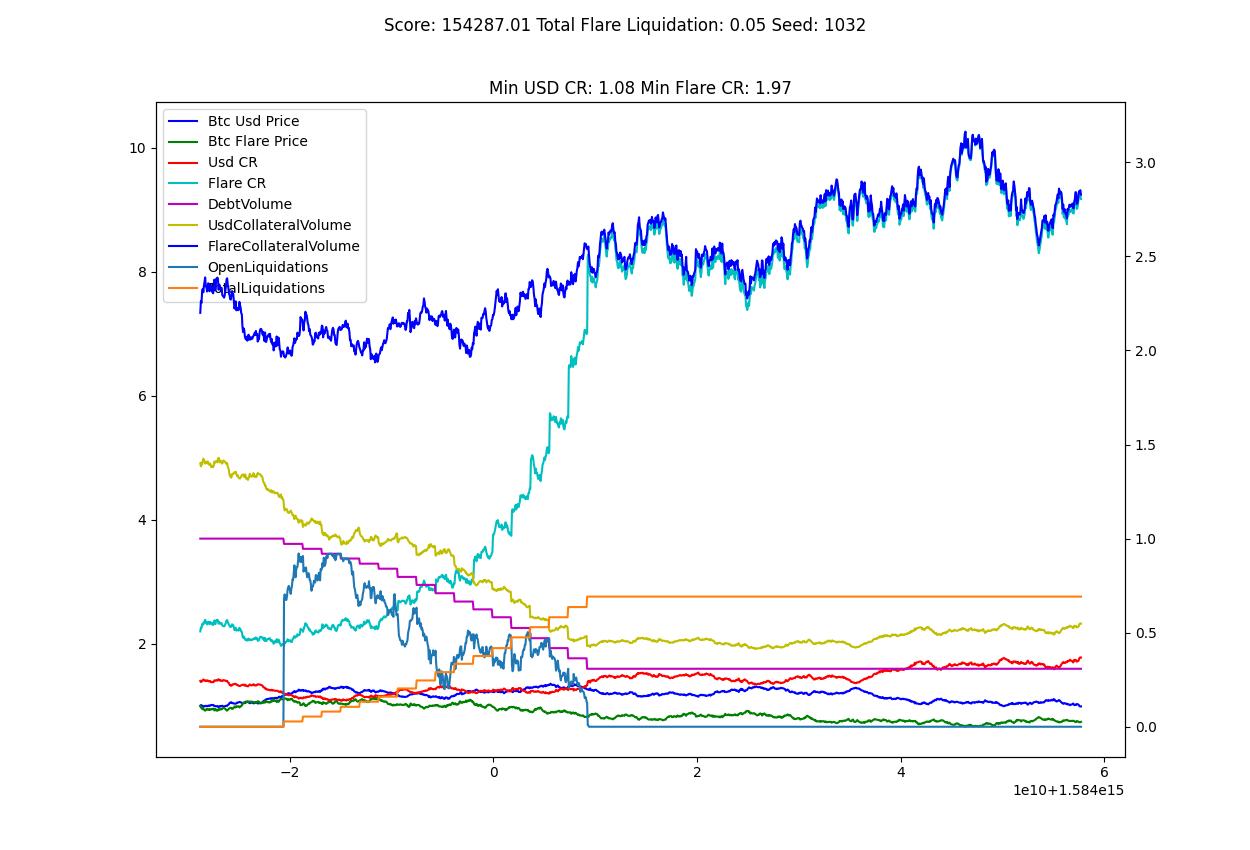 Score: 154287.01 Total Flare Liquidation: 0.05 Seed: 1032
Min USD CR: 1.08 Min Flare CR: 1.97
Btc Usd Price
Btc Flare Price
Usd CR
Flare CR
DebtVolume
UsdCollateralVolume
FlareCollateralVolume
OpenLiquidations
TotalLiquidations
10
8
6
4
2
3.0
2.5
2.0
1.5
1.0
0.5
0.0
−2
0
2
4
6
1e10+1.584e15